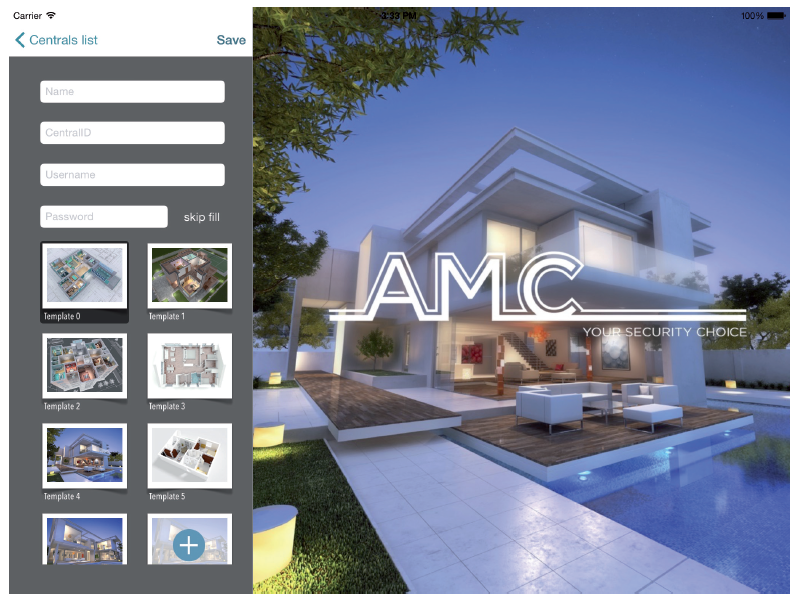 Carrier
3:33 PM
100%
Centrals list
Save
Name
CentralID
Username
Password
skip fill
Template 0
Template 1
Template 2
Template 3
Template 4
Template 5
AMC
YOUR SECURITY CHOICE